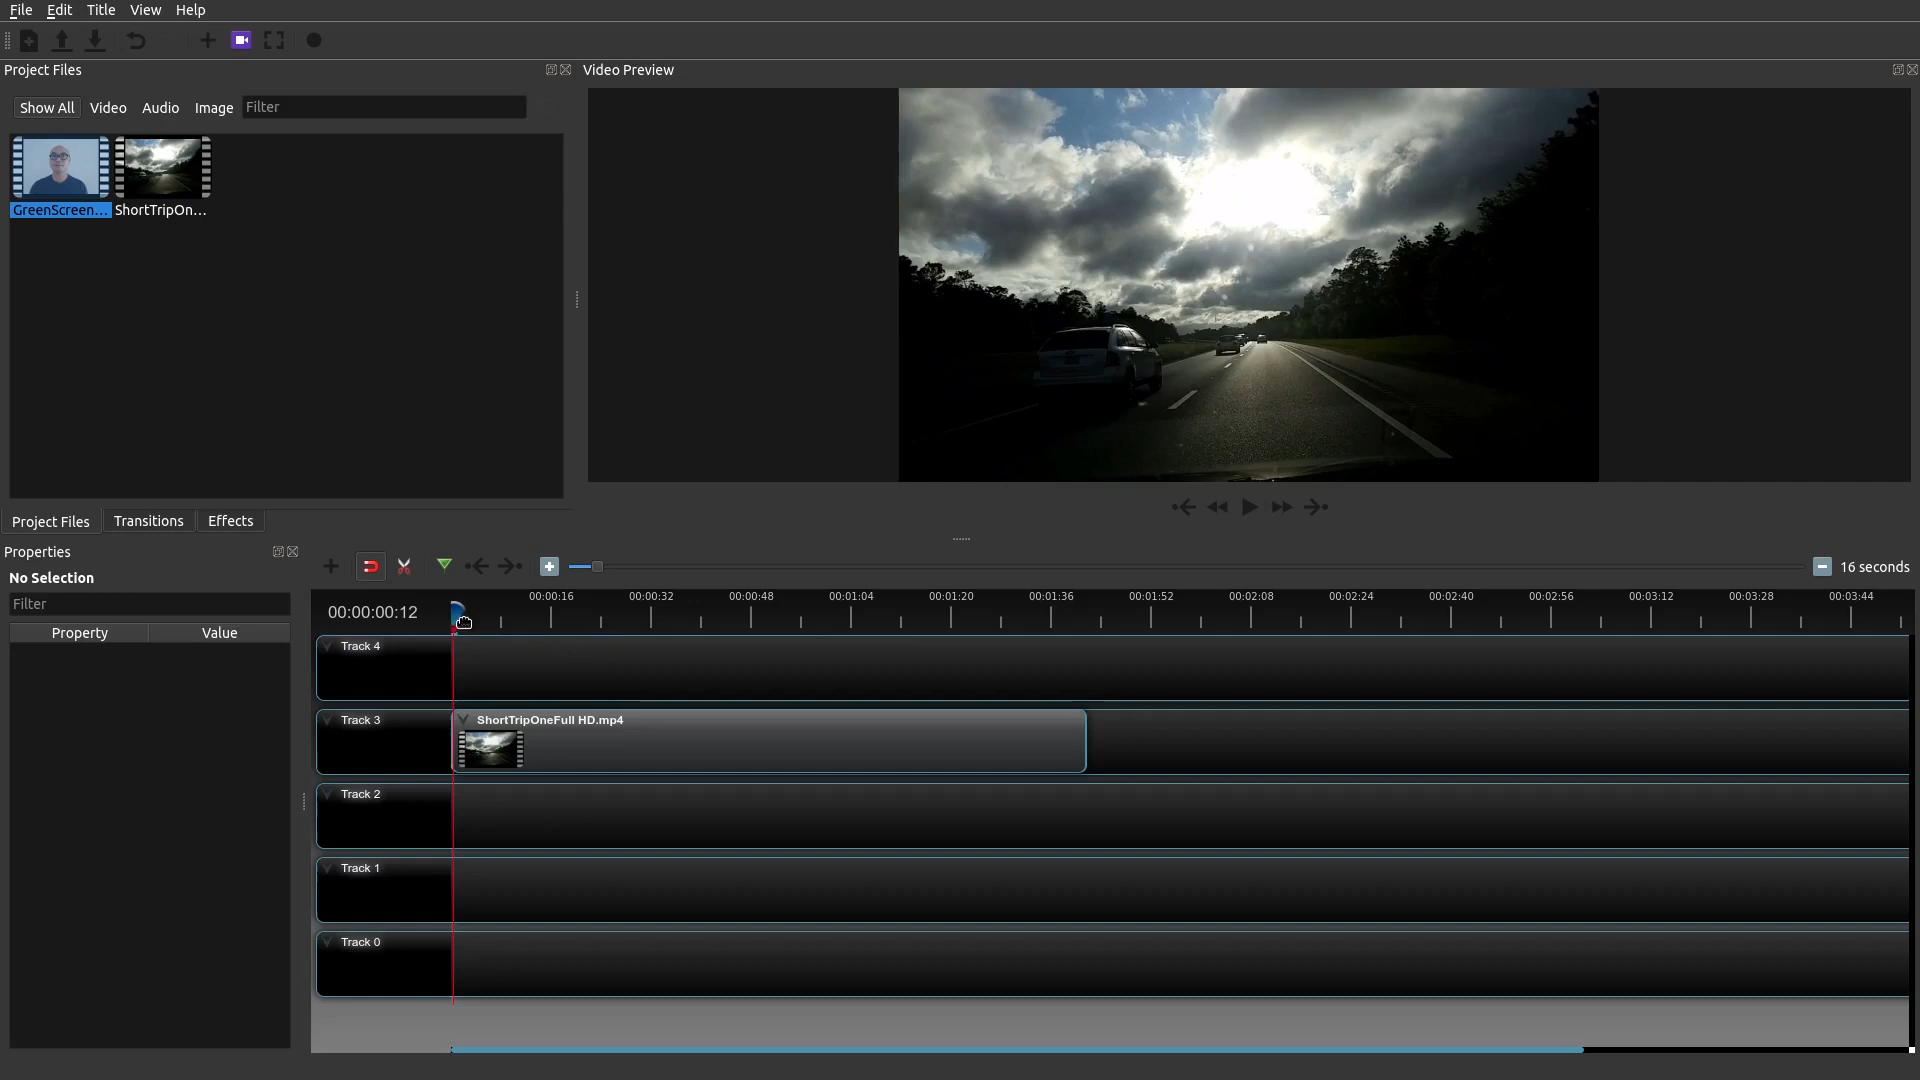 File Edit Title View Help
Project Files
Video Preview
Show All Video Audio Image Filter
GreenScreen... ShortTripOn...
Project Files Transitions Effects
Properties
No Selection
Filter
Property Value
16 seconds
00:00:00:12
00:00:16 00:00:32 00:00:48 00:01:04 00:01:20 00:01:36 00:01:52 00:02:08 00:02:24 00:02:40 00:02:56 00:03:12 00:03:28 00:03:44
Track 4
Track 3
ShortTripOneFull HD.mp4
Track 2
Track 1
Track 0